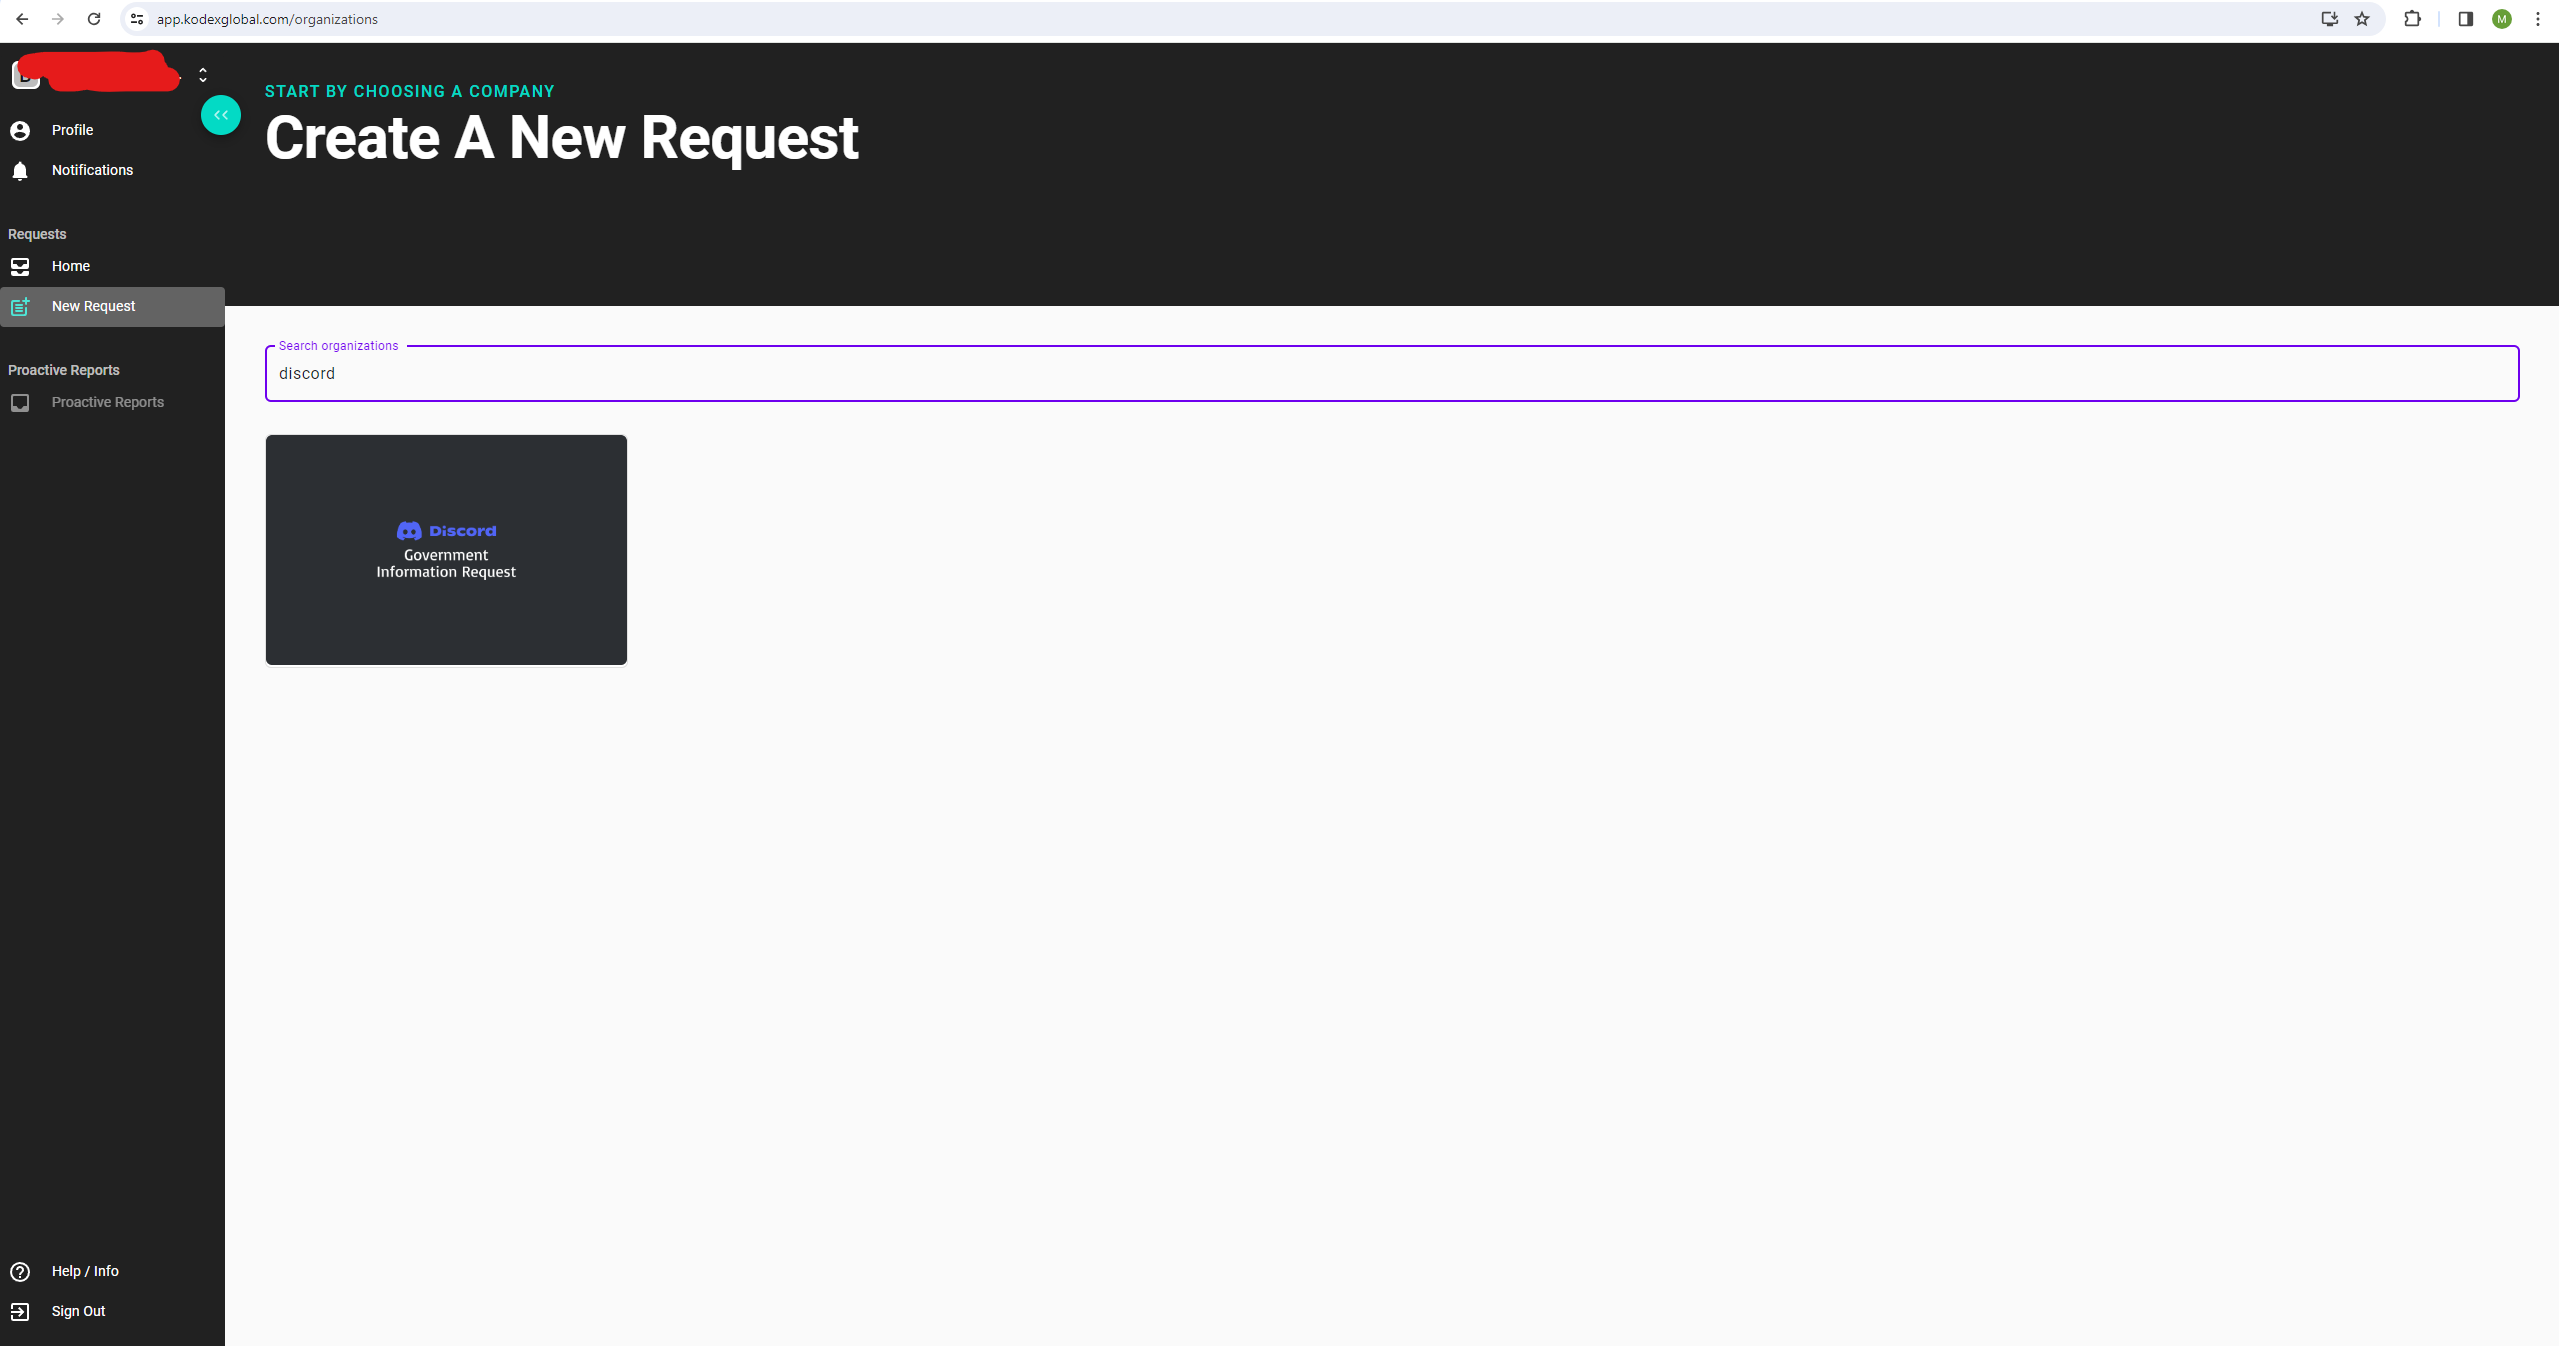 app.kodexglobal.com/organizations
M
Profile
Notifications
Requests
Home
New Request
Proactive Reports
Proactive Reports
Help / Info
Sign Out
START BY CHOOSING A COMPANY
Create A New Request
Search organizations
discord
Discord
Government
Information Request